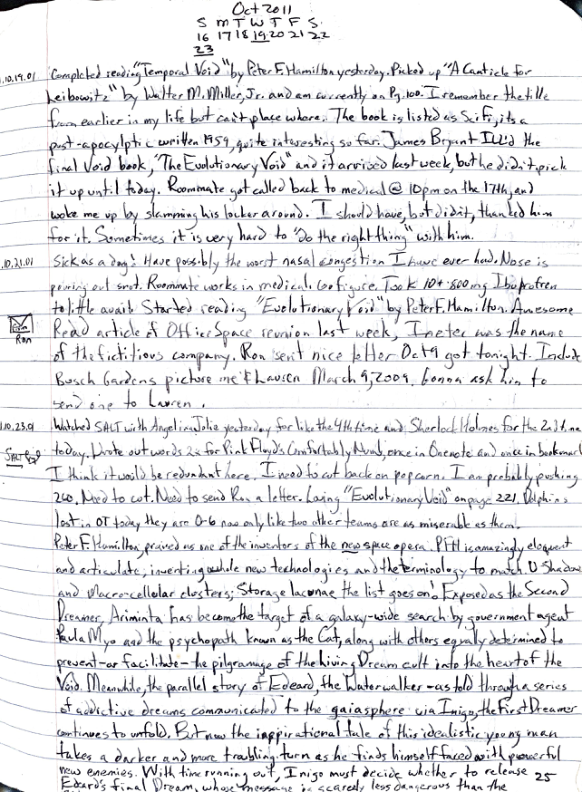 Oct 2011
S M T W T F S
16 17 18 19 20 21 22
23
1.10.19.01 Completed reading "Temporal Void" by Peter F. Hamilton yesterday. Picked up "A Canticle for
Leibowitz" by Walter M. Miller, Jr. and am currently on Pg. 100. I remember the title
from earlier in my life but can't place where. The book is listed as SciFi, its a
post-apocylptic written 1959, quite interesting so far. James Bryant Ill'd the
final Void book, "The Evolutionary Void" and it arrived last week, but he didn't pick
it up until today. Roommate got called back to medical @ 10pm on the 17th, and
woke me up by slamming his locker around. I should have, but didn't, thanked him
for it. Sometimes it is very hard to "do the right thing" with him.
1.10.21.01 Sick as a dog! Have possibly the worst nasal congestion I have ever had. Nose is
pouring out snot. Roommate works in medical. Go figure. Took 10+ 800mg Ibuprofren
to little avail. Started reading "Evolutionary Void" by Peter F. Hamilton. Awesome
Read article of Office Space reunion last week, Initer was the name
of the fictitious company. Ron sent nice letter Oct 9 got tonight. Include
Ron
Busch Gardens picture me & Lauren March 9, 2009. Gonna ask him to
send one to Lauren.
1.10.23.01 Watched SALT with Angelina Jolie yesterday for like the 4th time and Sherlock Holmes for the 2nd time
today. Wrote out words 2x for Pink Floyd's Comfortably Numb, once in Onenote and once in bookmark
I think it would be redundant here. I need to cut back on popcorn. I am probably pushing
260. Need to cut. Need to send Ron a letter. "Evolutionary Void" on page 221. Dolphins
lost in OT today they are 0-6 now only like two other teams are as miserable as them.
Peter F. Hamilton, praised as one of the inventors of the new space opera. PFH is amazingly eloquent
and articulate; inventing whole new technologies and the terminology to match. U Shadow
and Macro-cellular clusters; Storage lacunae, the list goes on. Exposed as the Second
Dreamer, Ariminta has become the target of a galaxy-wide search by government agent
Paula Myo and the psychopath known as the Cat, along with others equally determined to
prevent-or facilitate-the pilgramage of the Living Dream cult into the heart of the
Void. Meanwhile, the parallel story of Edeard, the Waterwalker-as told through a series
of addictive dreams communicated to the gaiasphere via Inigo, the First Dreamer
continues to unfold. But now the inspirational tale of this idealistic young man
takes a darker and more troubling turn as he finds himself faced with powerful
new enemies. With time running out, Inigo must decide whether to release 25
Edeard's final Dream, whose message is scarcely less dangerous than the